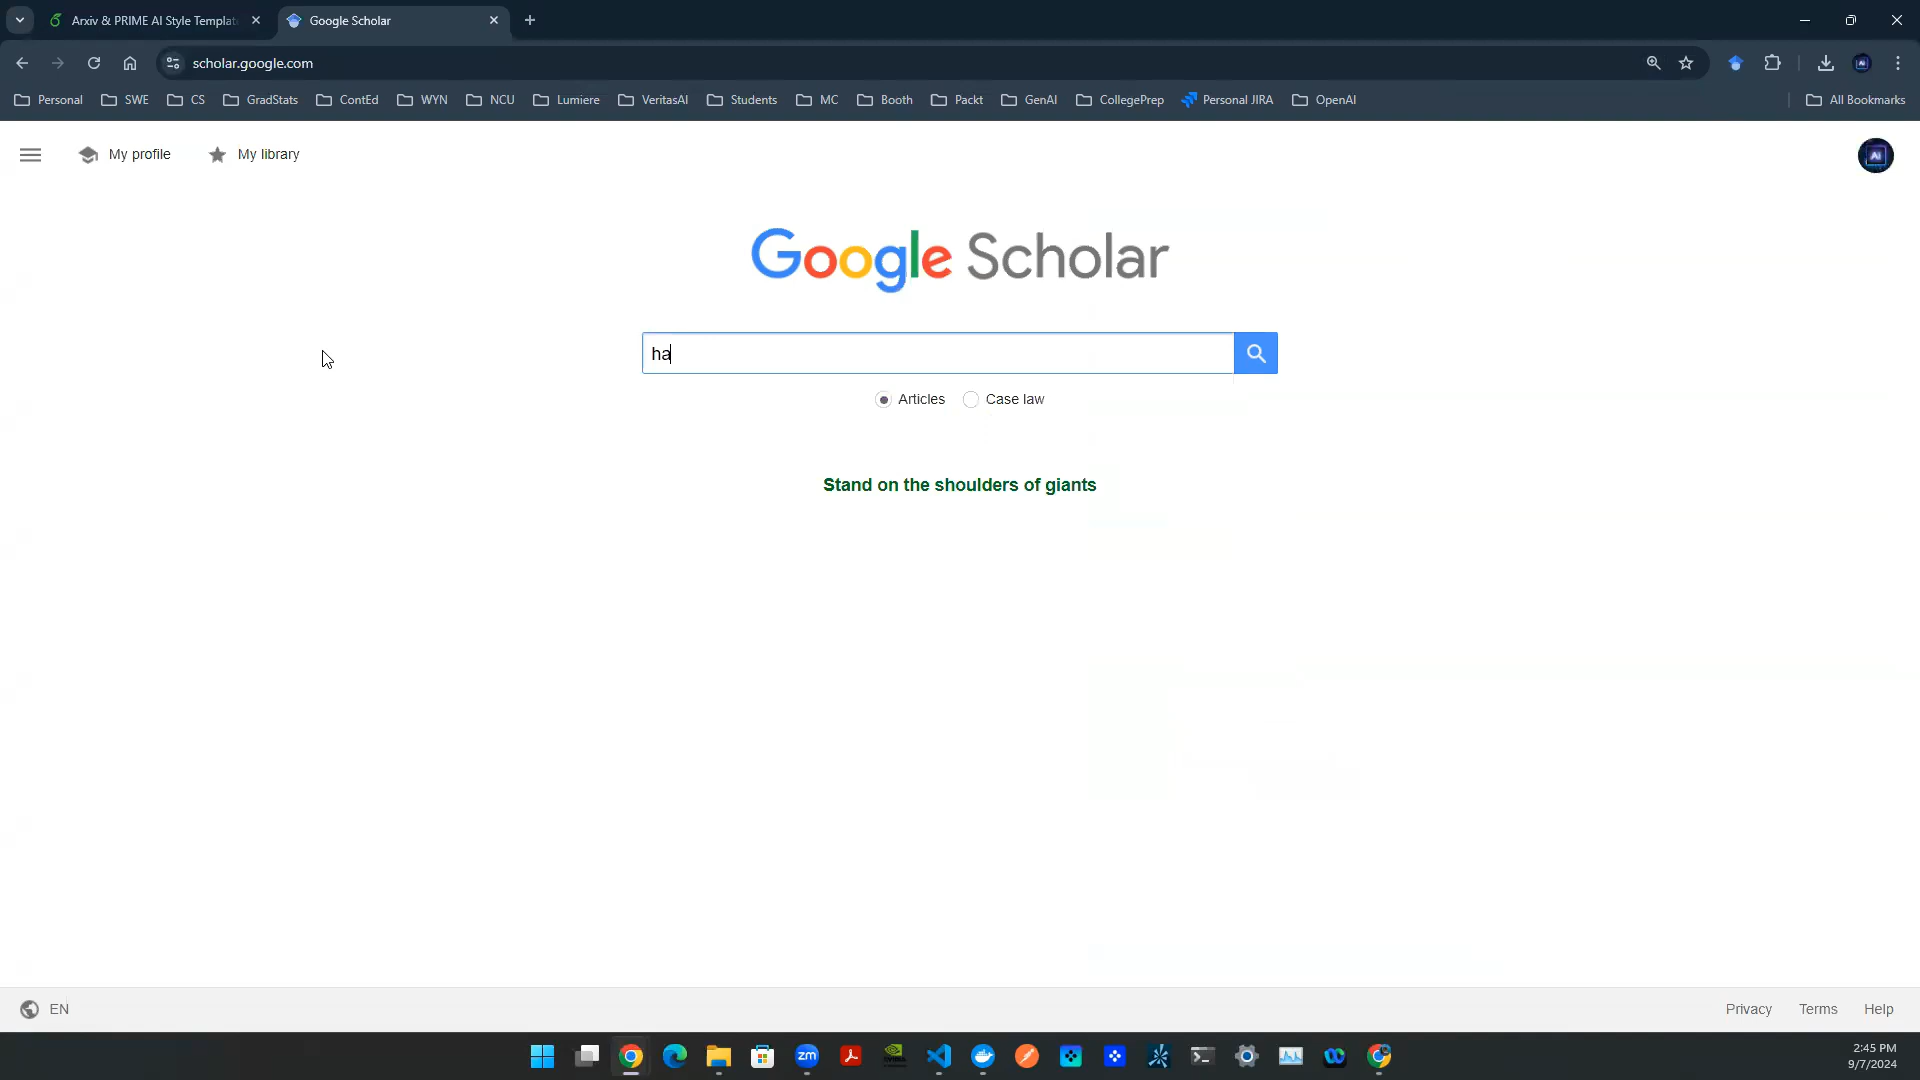 Arxiv & PRIME AI Style Templat
Google Scholar
scholar.google.com
Personal SWE CS GradStats ContEd WYN NCU Lumiere VeritasAI Students MC Booth Packt GenAI CollegePrep Personal JIRA OpenAI All Bookmarks
My profile My library
Ai
Google Scholar
ha
Articles Case law
Stand on the shoulders of giants
EN Privacy Terms Help
zm
2:45 PM
9/7/2024